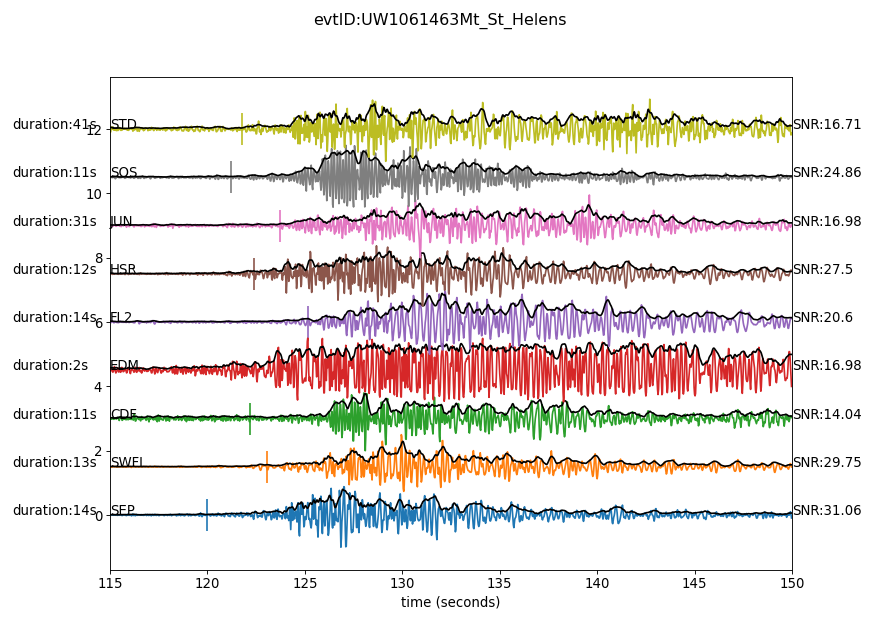 evtID:UW1061463Mt_St_Helens
duration:41s STD SNR:16.71
12
duration:11s SOS SNR:24.86
10
duration:31s JUN SNR:16.98
8
duration:12s HSR SNR:27.5
duration:14s FL2 SNR:20.6
6
duration:2s EDM SNR:16.98
4
duration:11s CDF SNR:14.04
2
duration:13s SWFL SNR:29.75
duration:14s SEP SNR:31.06
0
115 120 125 130 135 140 145 150
time (seconds)